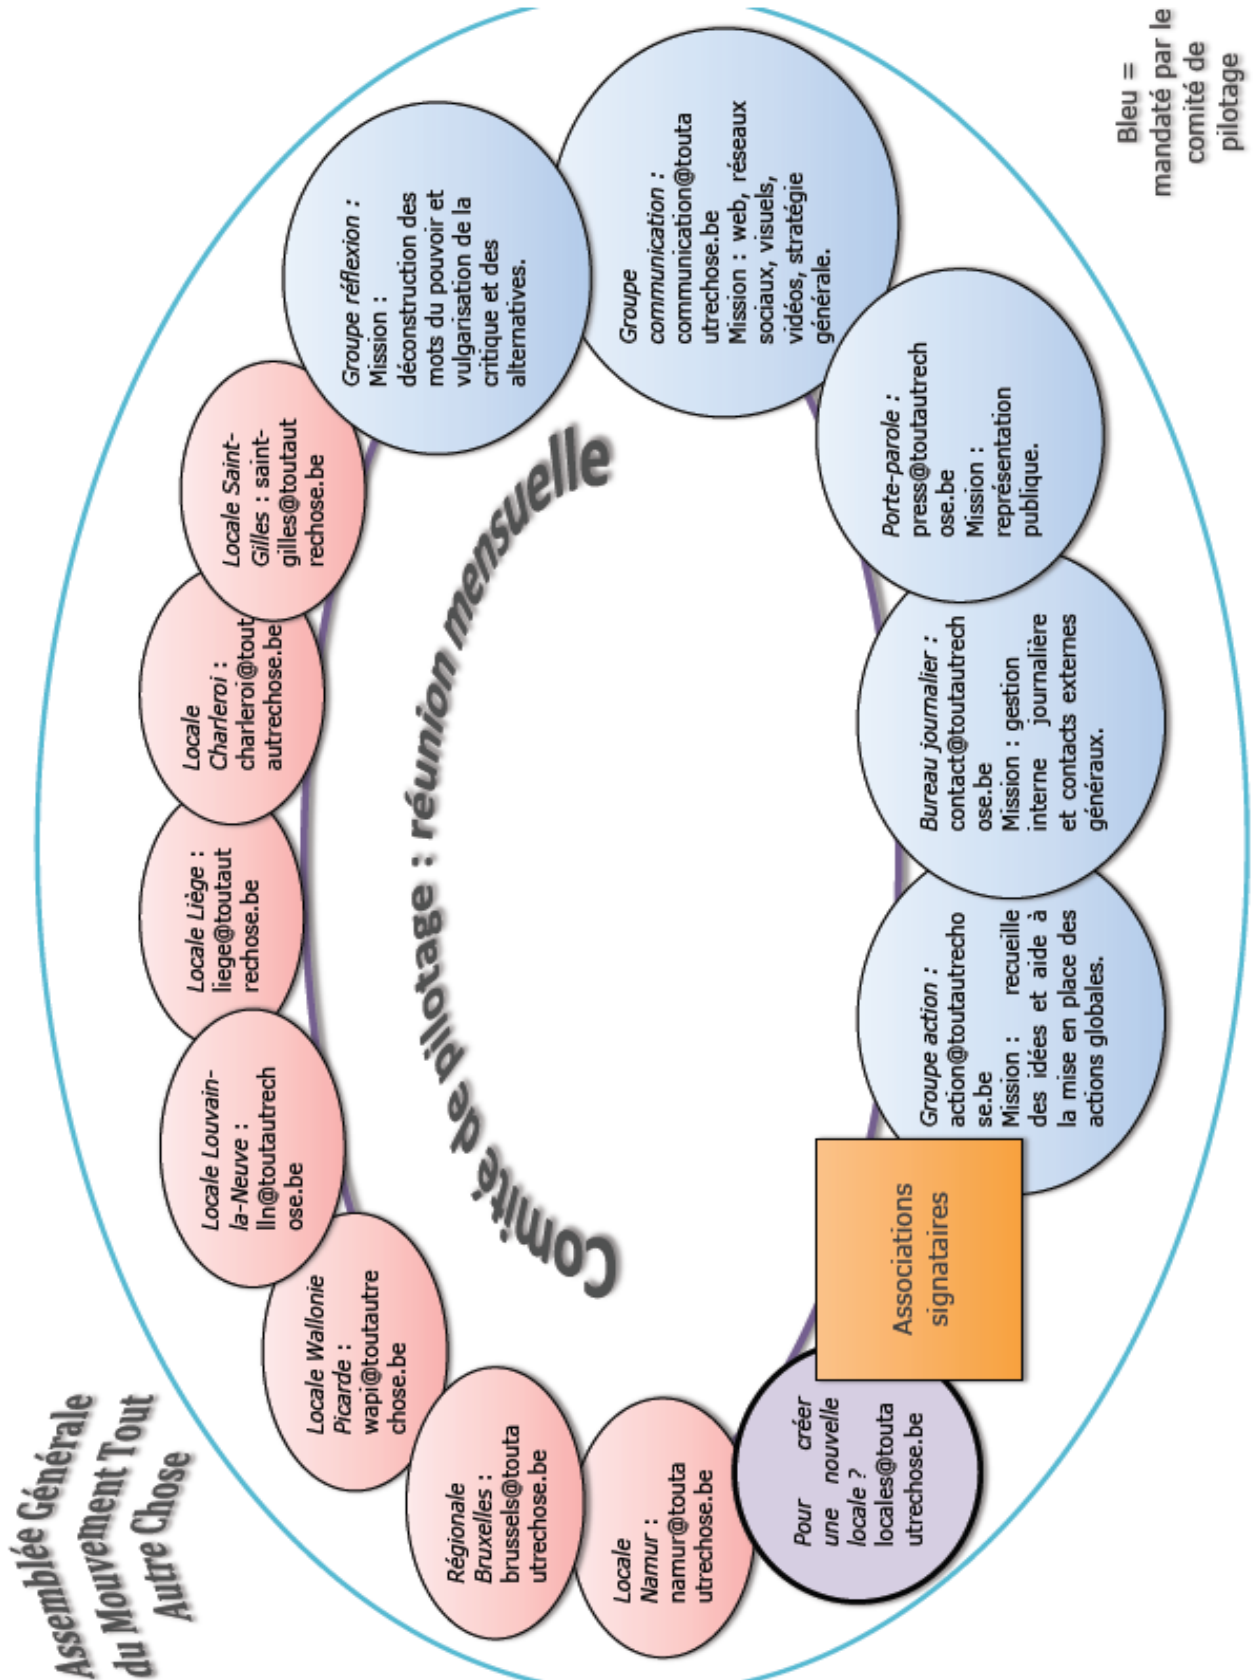 Assemblée Générale
du Mouvement Tout
Autre Chose
Comité de pilotage : réunion mensuelle
Locale
Namur :
namur@touta
utrechose.be
Régionale
Bruxelles :
brussels@touta
utrechose.be
Locale Wallonie
Picarde :
wapi@toutautre
chose.be
Locale Louvain-
la-Neuve :
lln@toutautrech
ose.be
Locale Liège :
liege@toutaut
rechose.be
Locale
Charleroi :
charleroi@tout
autrechose.be
Locale Saint-
Gilles : saint-
gilles@toutaut
rechose.be
Groupe réflexion :
Mission :
déconstruction des
mots du pouvoir et
vulgarisation de la
critique et des
alternatives.
Groupe
communication :
communication@touta
utrechose.be
Mission : web, réseaux
sociaux, visuels,
vidéos, stratégie
générale.
Porte-parole :
press@toutautrech
ose.be
Mission :
représentation
publique.
Bureau journalier :
contact@toutautrech
ose.be
Mission : gestion
interne journalière
et contacts externes
généraux.
Groupe action :
action@toutautrecho
se.be
Mission : recueille
des idées et aide à
la mise en place des
actions globales.
Associations
signataires
Pour créer
une nouvelle
locale ?
locales@touta
utrechose.be
Bleu =
mandaté par le
comité de
pilotage